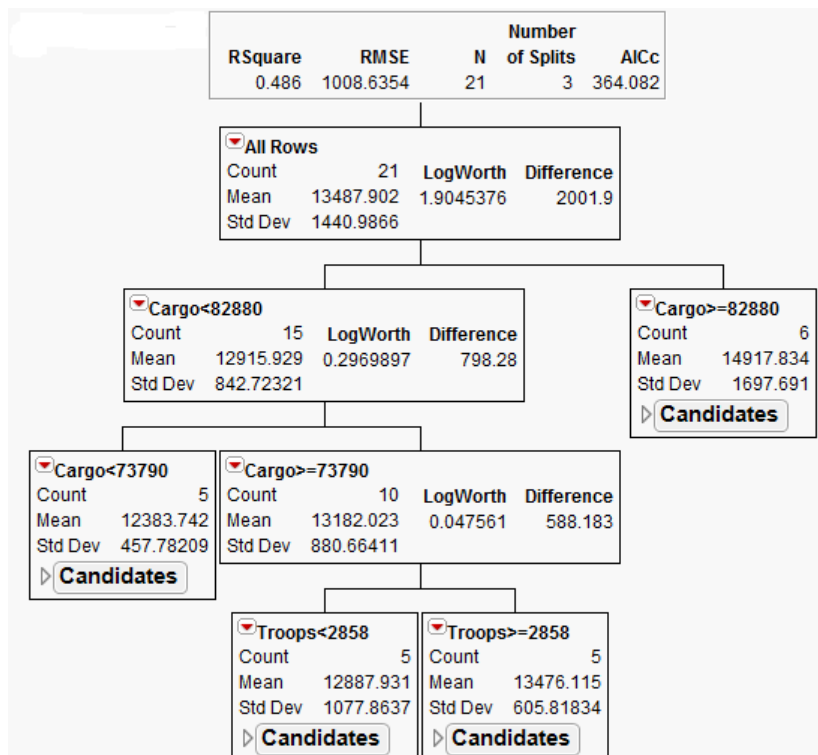 Number
RSquare RMSE N of Splits AICc
0.486 1008.6354 21 3 364.082
All Rows
Count 21 LogWorth Difference
Mean 13487.902 1.9045376 2001.9
Std Dev 1440.9866
Cargo<82880
Count 15 LogWorth Difference
Mean 12915.929 0.2969897 798.28
Std Dev 842.72321
Cargo>=82880
Count 6
Mean 14917.834
Std Dev 1697.691
Candidates
Cargo<73790
Count 5
Mean 12383.742
Std Dev 457.78209
Candidates
Cargo>=73790
Count 10 LogWorth Difference
Mean 13182.023 0.047561 588.183
Std Dev 880.66411
Troops<2858
Count 5
Mean 12887.931
Std Dev 1077.8637
Candidates
Troops>=2858
Count 5
Mean 13476.115
Std Dev 605.81834
Candidates